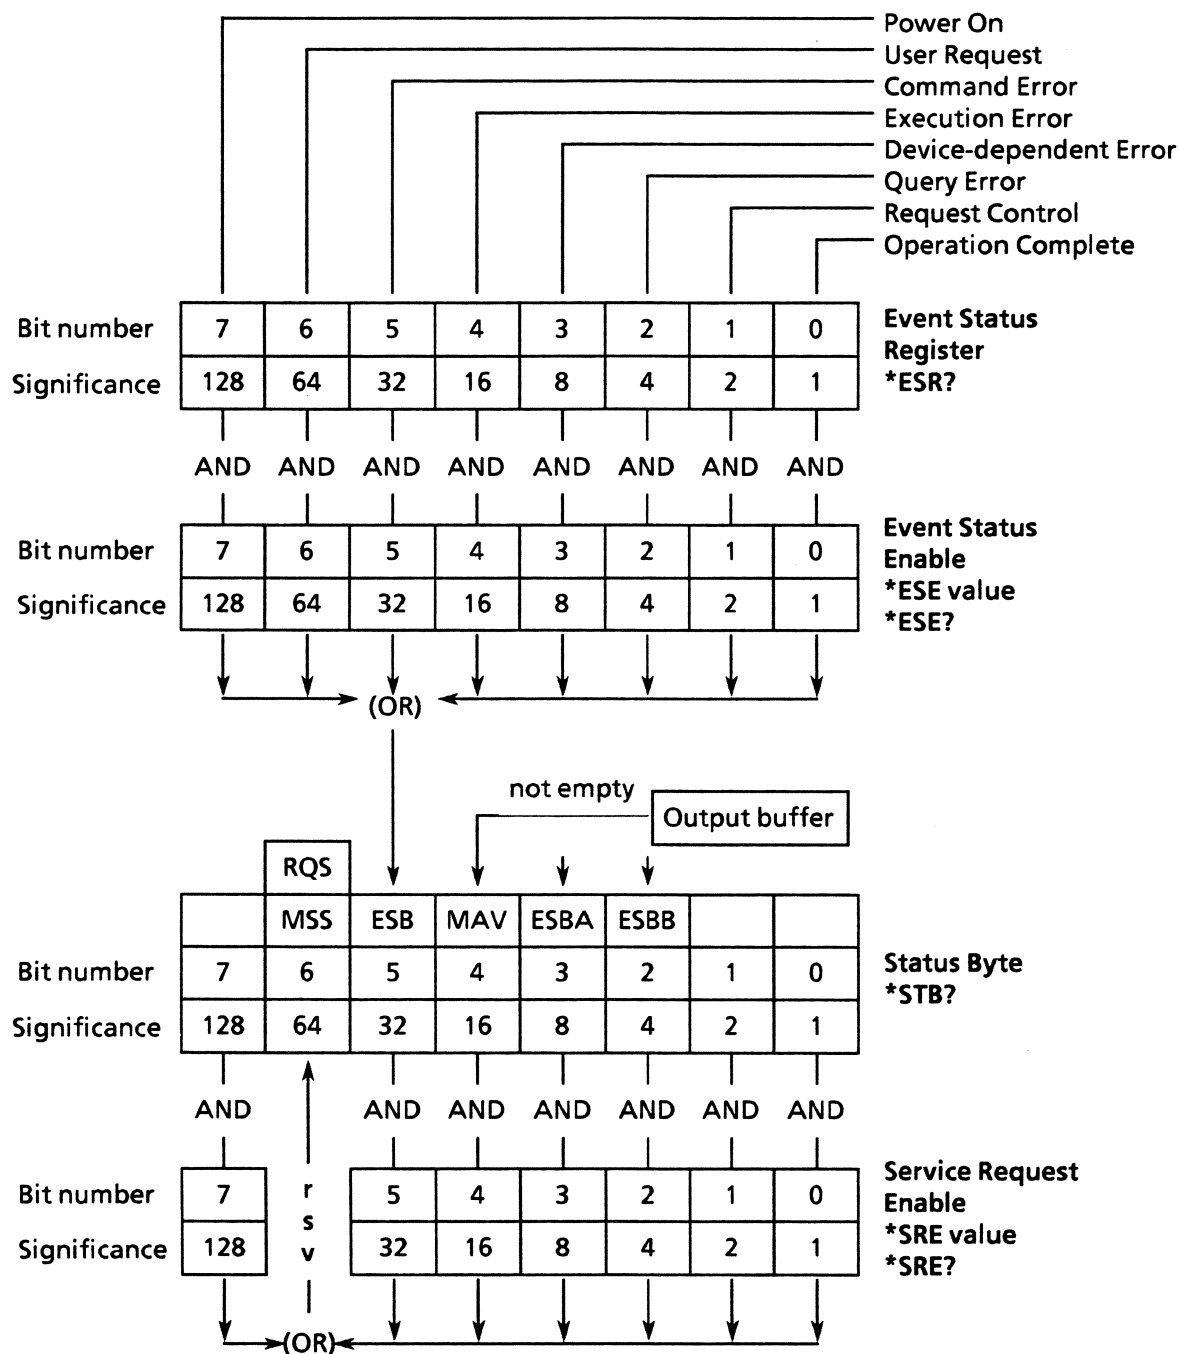 Power On
User Request
Command Error
Execution Error
Device-dependent Error
Query Error
Request Control
Operation Complete
Bit number 7 6 5 4 3 2 1 0
Significance 128 64 32 16 8 4 2 1
Event Status
Register
*ESR?
AND AND AND AND AND AND AND AND
Bit number 7 6 5 4 3 2 1 0
Significance 128 64 32 16 8 4 2 1
Event Status
Enable
*ESE value
*ESE?
(OR)
not empty
Output buffer
RQS
MSS ESB MAV ESBA ESBB
Bit number 7 6 5 4 3 2 1 0
Significance 128 64 32 16 8 4 2 1
Status Byte
*STB?
AND AND AND AND AND AND AND
Bit number 7 5 4 3 2 1 0
Significance 128 32 16 8 4 2 1
r
s
v
Service Request
Enable
*SRE value
*SRE?
(OR)